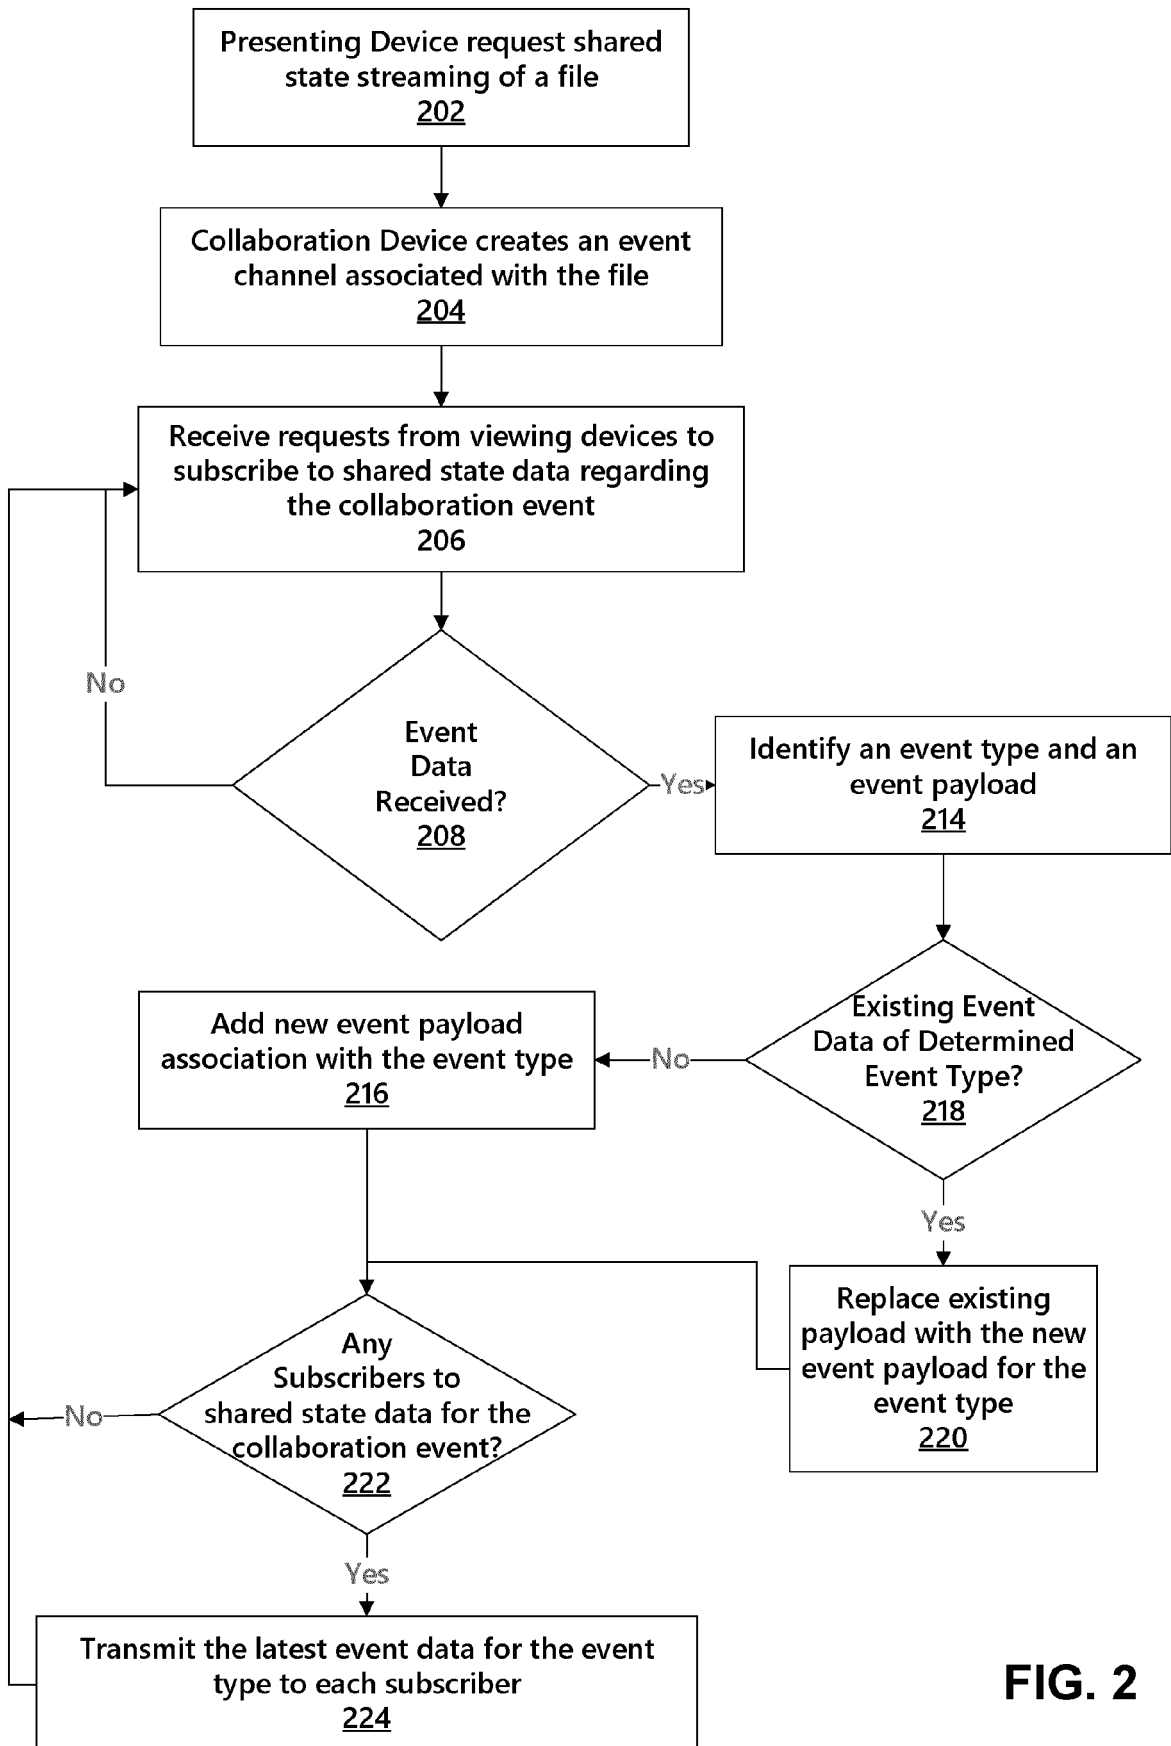 Presenting Device request shared
state streaming of a file
202
Collaboration Device creates an event
channel associated with the file
204
Receive requests from viewing devices to
subscribe to shared state data regarding
the collaboration event
206
No
Event
Data
Received?
208
Yes
Identify an event type and an
event payload
214
Existing Event
Data of Determined
Event Type?
218
No
Add new event payload
association with the event type
216
Yes
Replace existing
payload with the new
event payload for the
event type
220
Any
Subscribers to
shared state data for the
collaboration event?
222
No
Yes
Transmit the latest event data for the event
type to each subscriber
224
FIG. 2